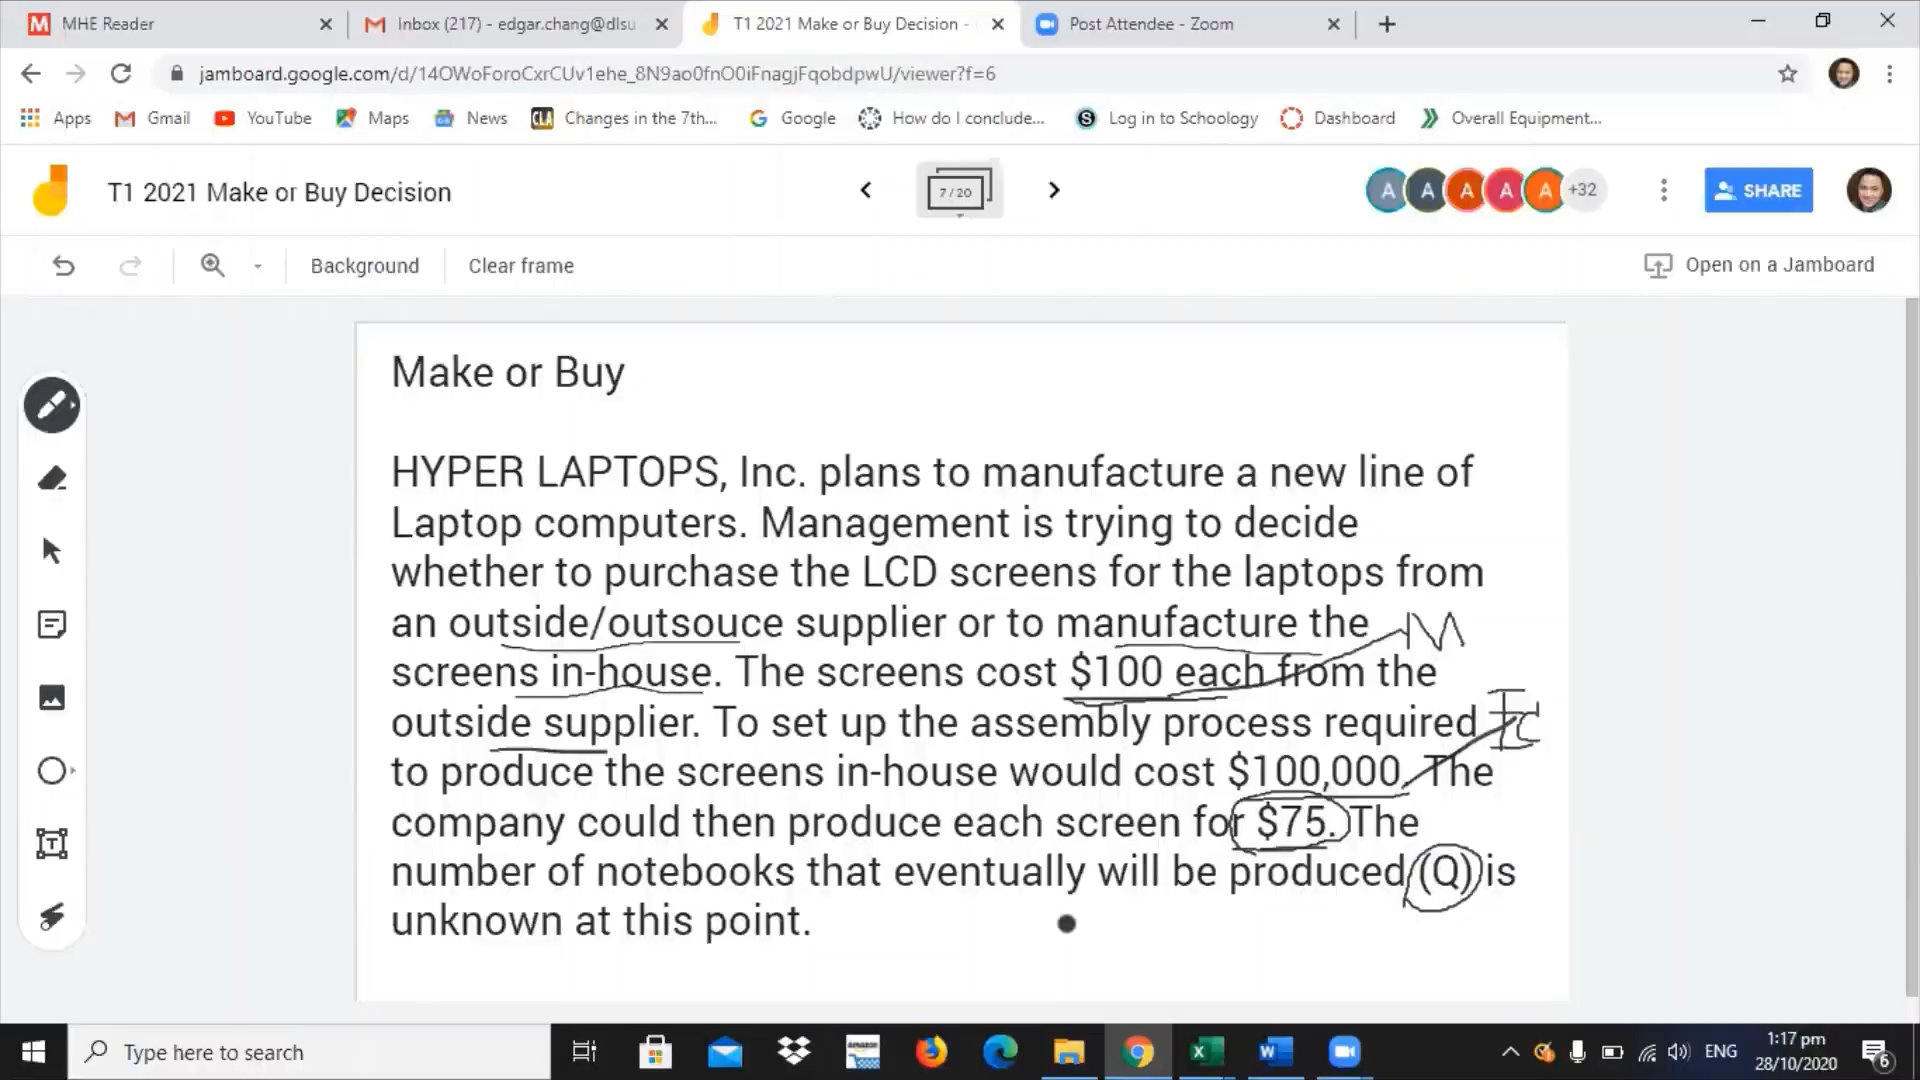 MHE Reader
Inbox (217) - edgar.chang@dlsu
T1 2021 Make or Buy Decision -
Post Attendee - Zoom
jamboard.google.com/d/14OWoForoCxrCUv1ehe_8N9ao0fnO0iFnagjFqobdpwU/viewer?f=6
Apps
Gmail
YouTube
Maps
News
CLA
Changes in the 7th...
Google
How do I conclude...
Log in to Schoology
Dashboard
Overall Equipment...
T1 2021 Make or Buy Decision
7 / 20
A
A
A
A
A
+32
SHARE
Background
Clear frame
Open on a Jamboard
Make or Buy
HYPER LAPTOPS, Inc. plans to manufacture a new line of
Laptop computers. Management is trying to decide
whether to purchase the LCD screens for the laptops from
an outside/outsouce supplier or to manufacture the
M
screens in-house. The screens cost $100 each from the
outside supplier. To set up the assembly process required
FC
to produce the screens in-house would cost $100,000. The
company could then produce each screen for $75. The
number of notebooks that eventually will be produced (Q) is
unknown at this point.
Type here to search
amazon
ENG
1:17 pm
28/10/2020
6